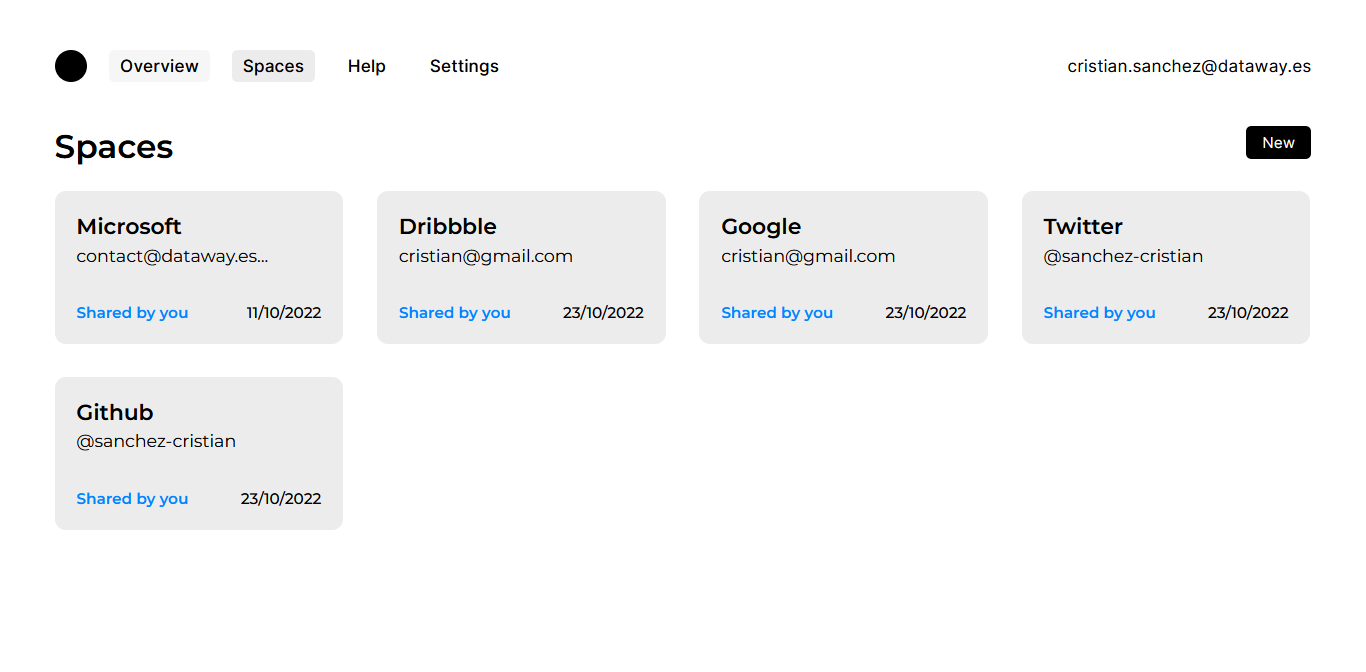 Overview Spaces Help Settings cristian.sanchez@dataway.es
Spaces New
Microsoft
contact@dataway.es...
Shared by you 11/10/2022
Dribbble
cristian@gmail.com
Shared by you 23/10/2022
Google
cristian@gmail.com
Shared by you 23/10/2022
Twitter
@sanchez-cristian
Shared by you 23/10/2022
Github
@sanchez-cristian
Shared by you 23/10/2022